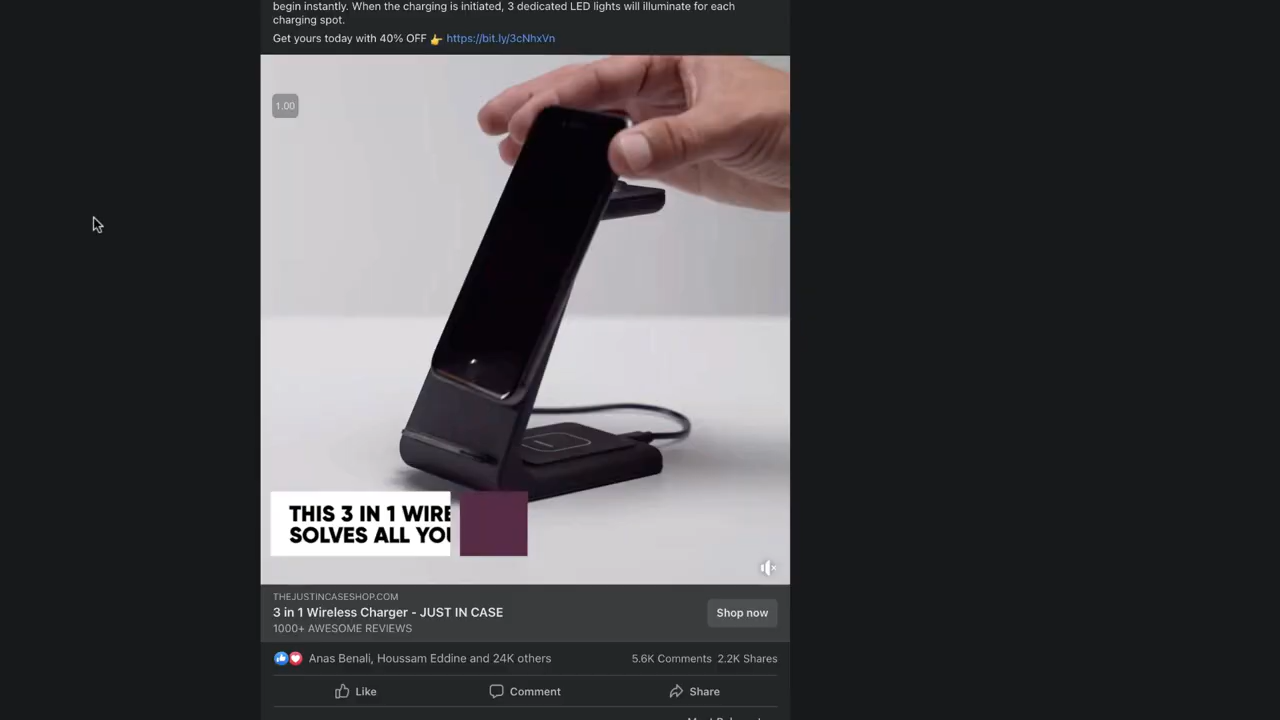 begin instantly. When the charging is initiated, 3 dedicated LED lights will illuminate for each
charging spot.
Get yours today with 40% OFF 👉 https://bit.ly/3cNhxVn
1.00
THIS 3 IN 1 WIRE
SOLVES ALL YOU
THEJUSTINCASESHOP.COM
3 in 1 Wireless Charger - JUST IN CASE
Shop now
1000+ AWESOME REVIEWS
Anas Benali, Houssam Eddine and 24K others
5.6K Comments 2.2K Shares
Like
Comment
Share